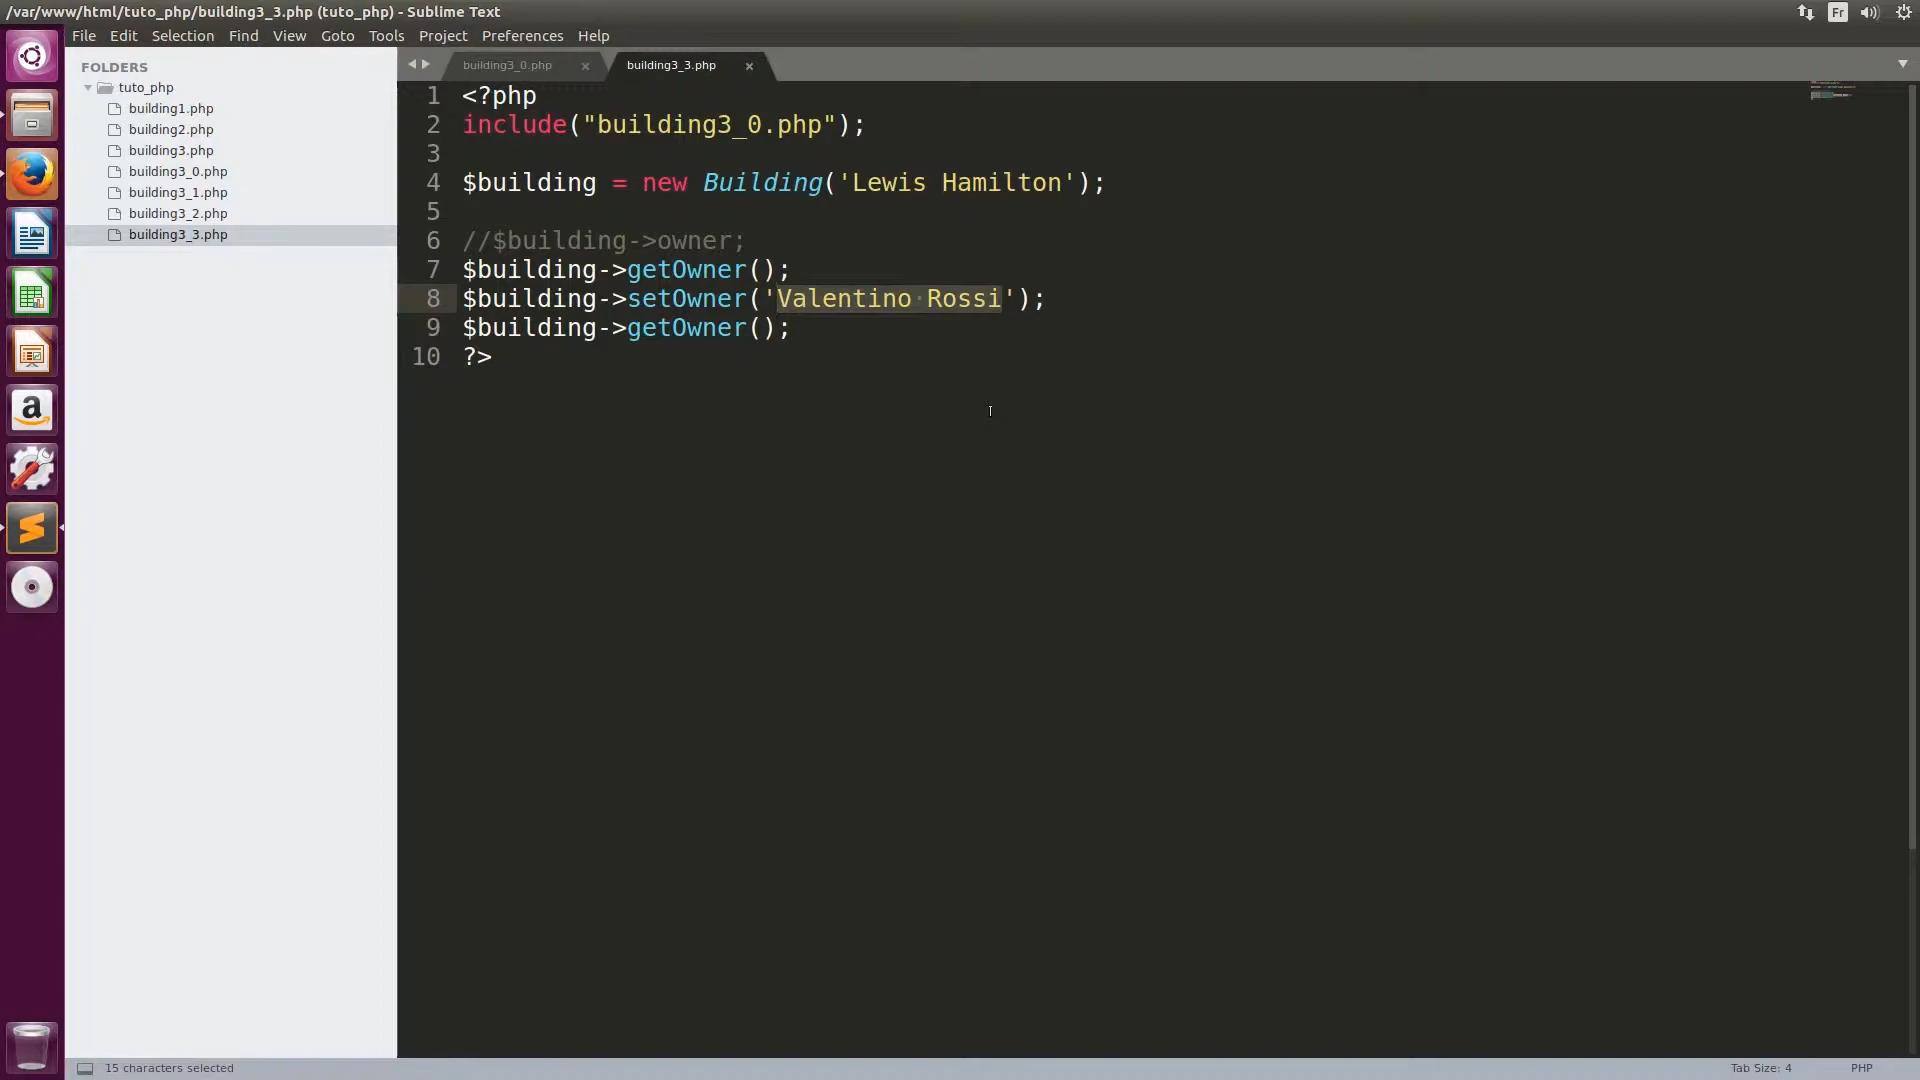 /var/www/html/tuto_php/building3_3.php (tuto_php) - Sublime Text
Fr
File Edit Selection Find View Goto Tools Project Preferences Help
FOLDERS
tuto_php
building1.php
building2.php
building3.php
building3_0.php
building3_1.php
building3_2.php
building3_3.php
building3_0.php × building3_3.php ×
1 <?php
2 include("building3_0.php");
3
4 $building = new Building('Lewis Hamilton');
5
6 //$building->owner;
7 $building->getOwner();
8 $building->setOwner('Valentino Rossi');
9 $building->getOwner();
10 ?>
a
15 characters selected
Tab Size: 4
PHP